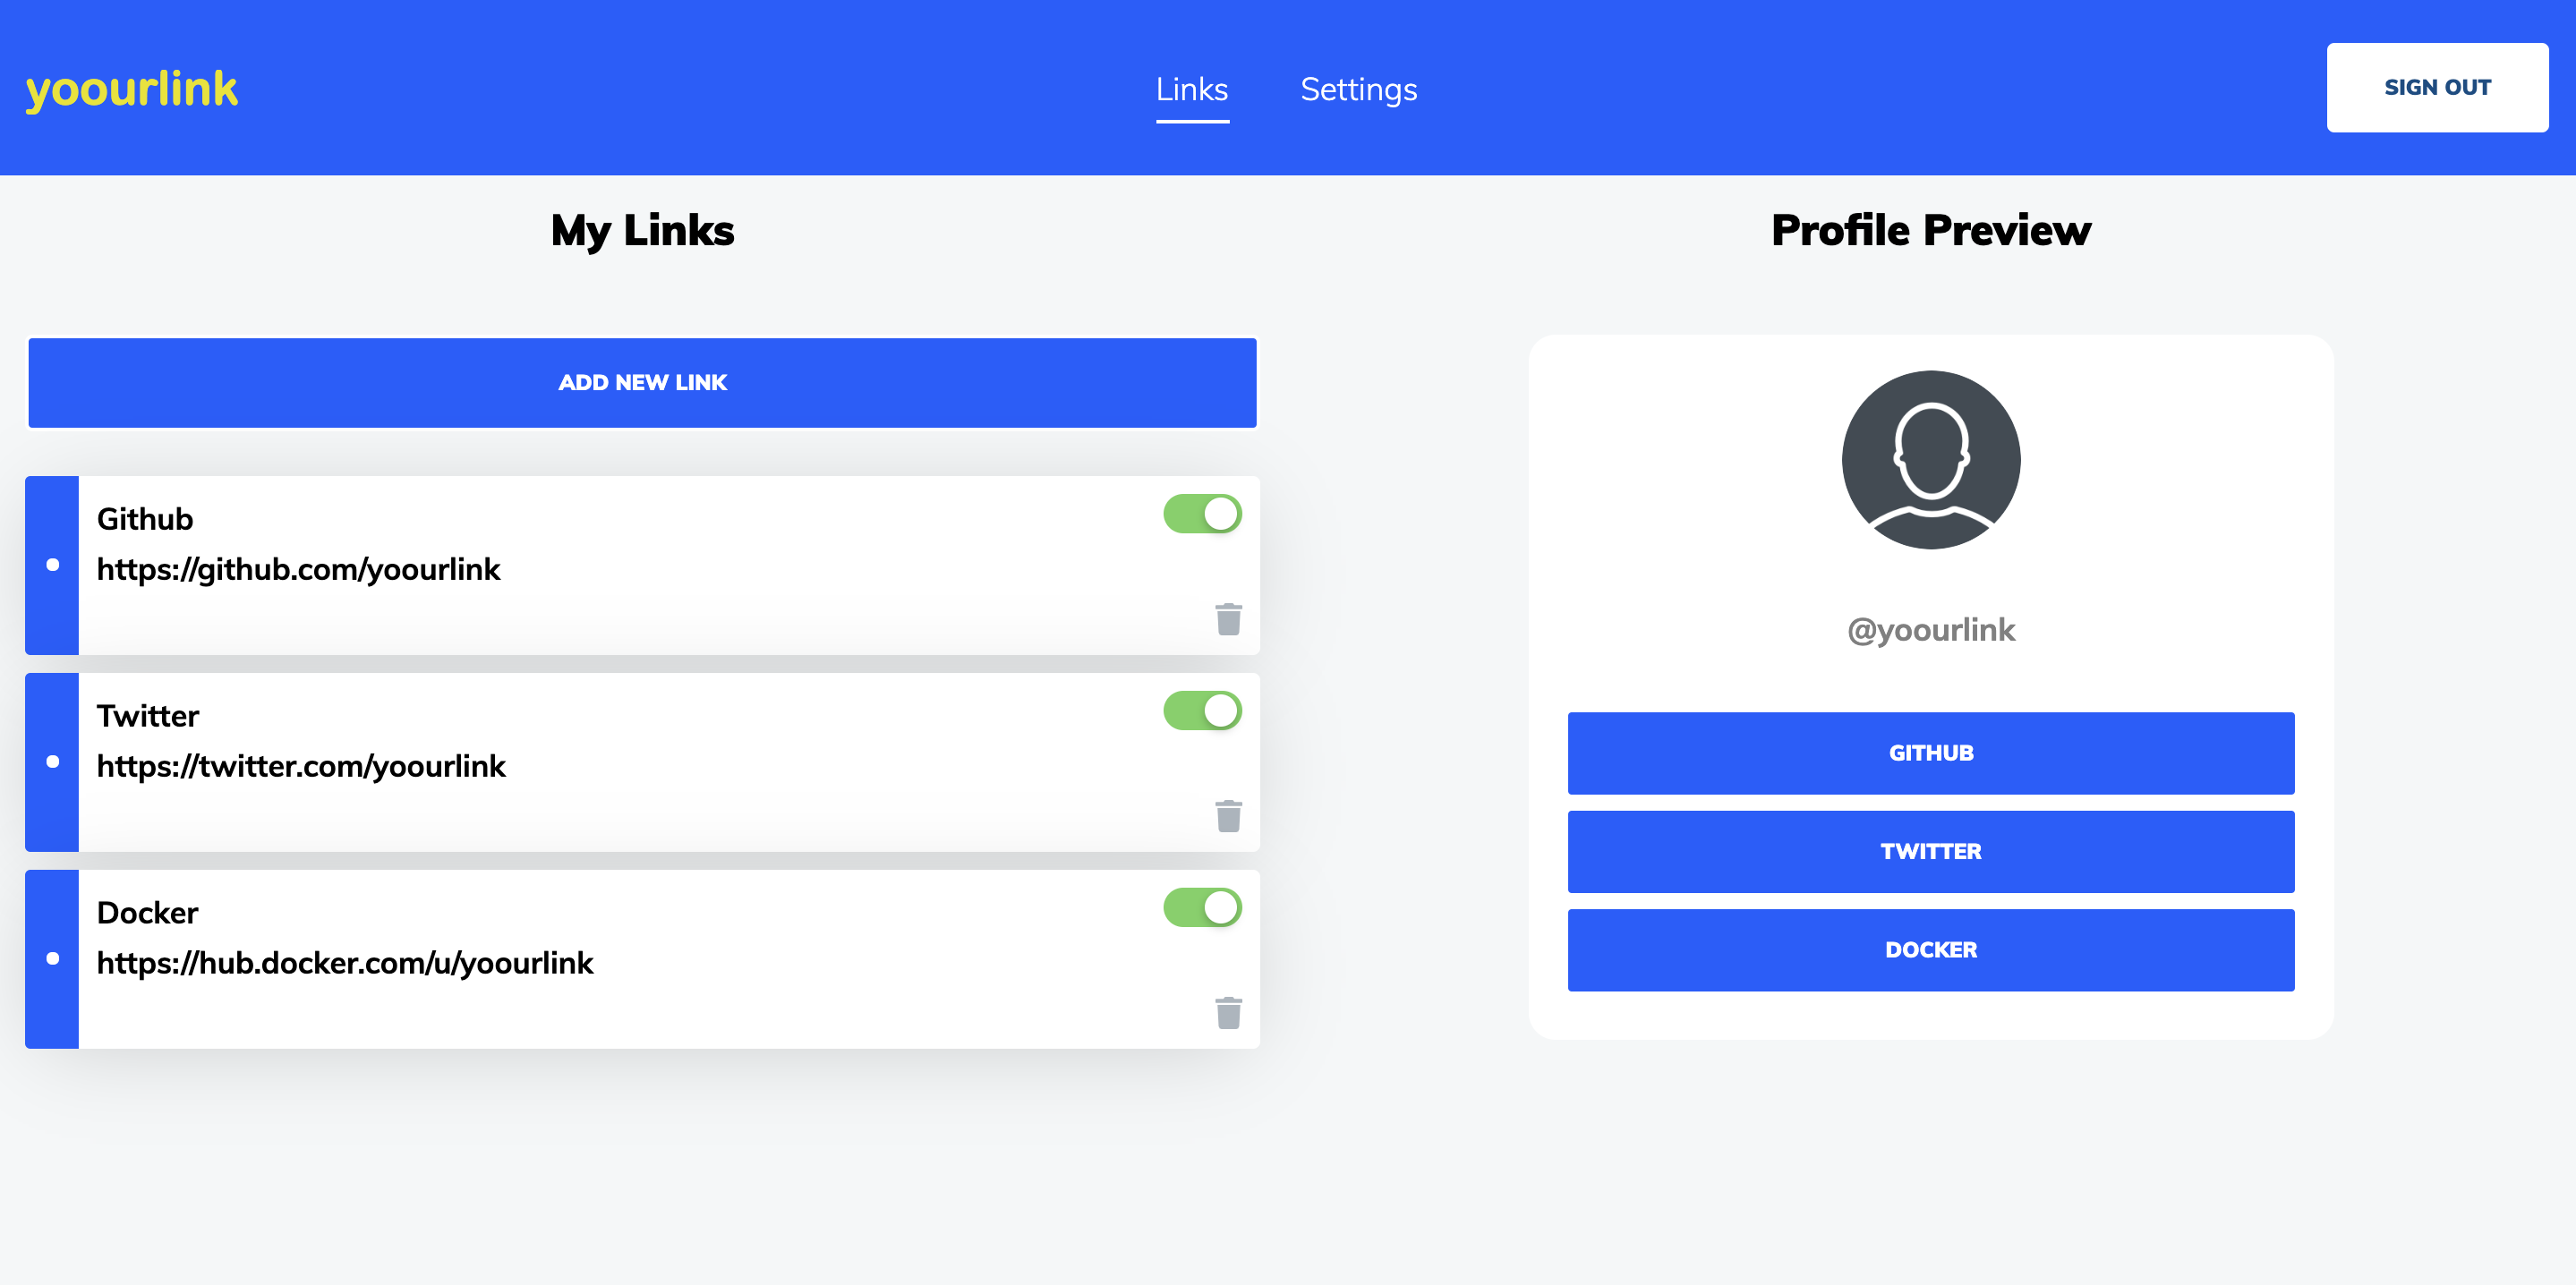 yoourlink
Links
Settings
SIGN OUT
My Links
ADD NEW LINK
Github
https://github.com/yoourlink
Twitter
https://twitter.com/yoourlink
Docker
https://hub.docker.com/u/yoourlink
Profile Preview
@yoourlink
GITHUB
TWITTER
DOCKER